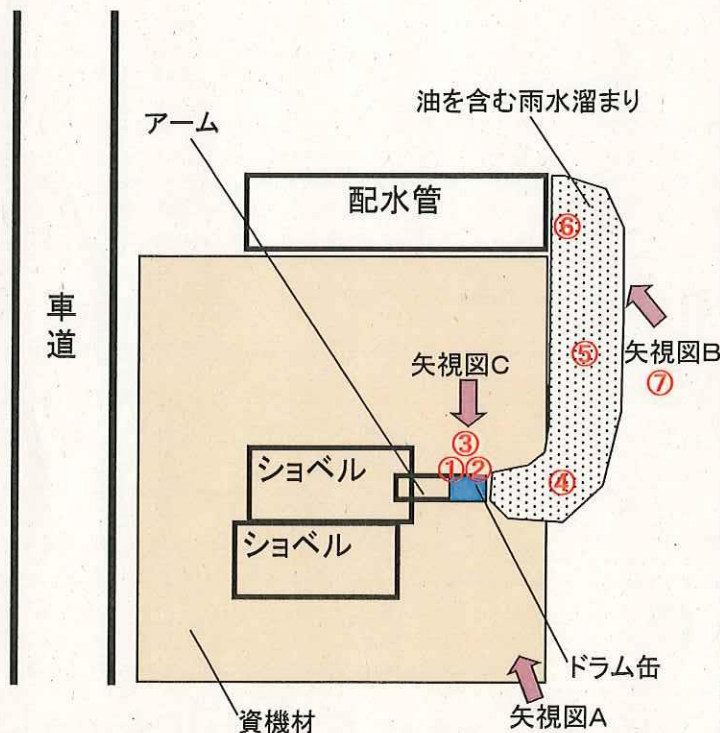 油を含む雨水溜まり
アーム
配水管
⑥
車道
⑤
矢視図B
⑦
矢視図C
③
①②
④
ショベル
ショベル
ドラム缶
資機材
矢視図A